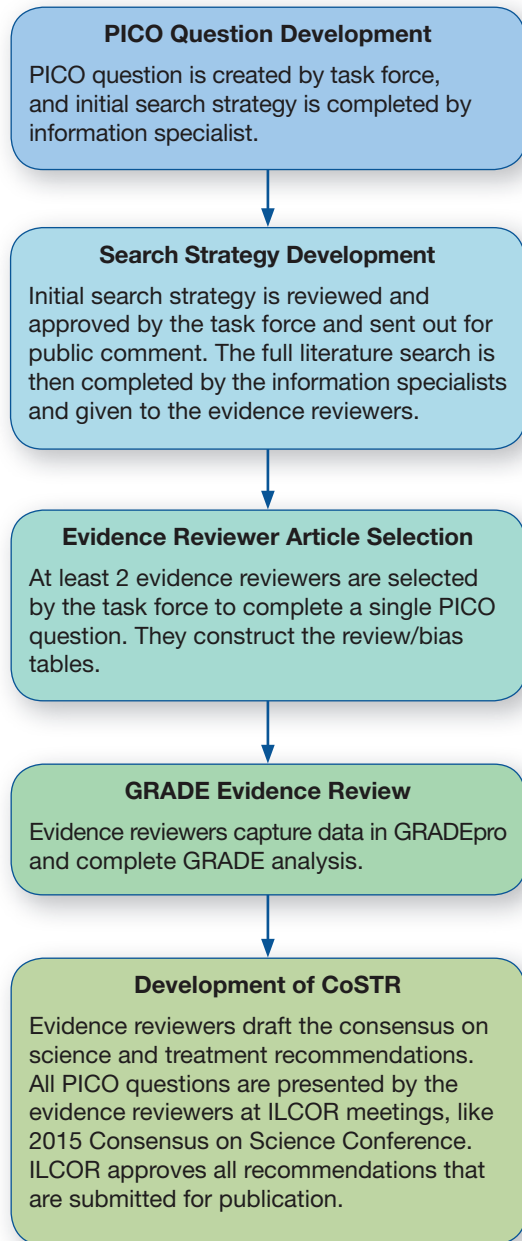 PICO Question Development
PICO question is created by task force,
and initial search strategy is completed by
information specialist.
Search Strategy Development
Initial search strategy is reviewed and
approved by the task force and sent out for
public comment. The full literature search is
then completed by the information specialists
and given to the evidence reviewers.
Evidence Reviewer Article Selection
At least 2 evidence reviewers are selected
by the task force to complete a single PICO
question. They construct the review/bias
tables.
GRADE Evidence Review
Evidence reviewers capture data in GRADEpro
and complete GRADE analysis.
Development of CoSTR
Evidence reviewers draft the consensus on
science and treatment recommendations.
All PICO questions are presented by the
evidence reviewers at ILCOR meetings, like
2015 Consensus on Science Conference.
ILCOR approves all recommendations that
are submitted for publication.